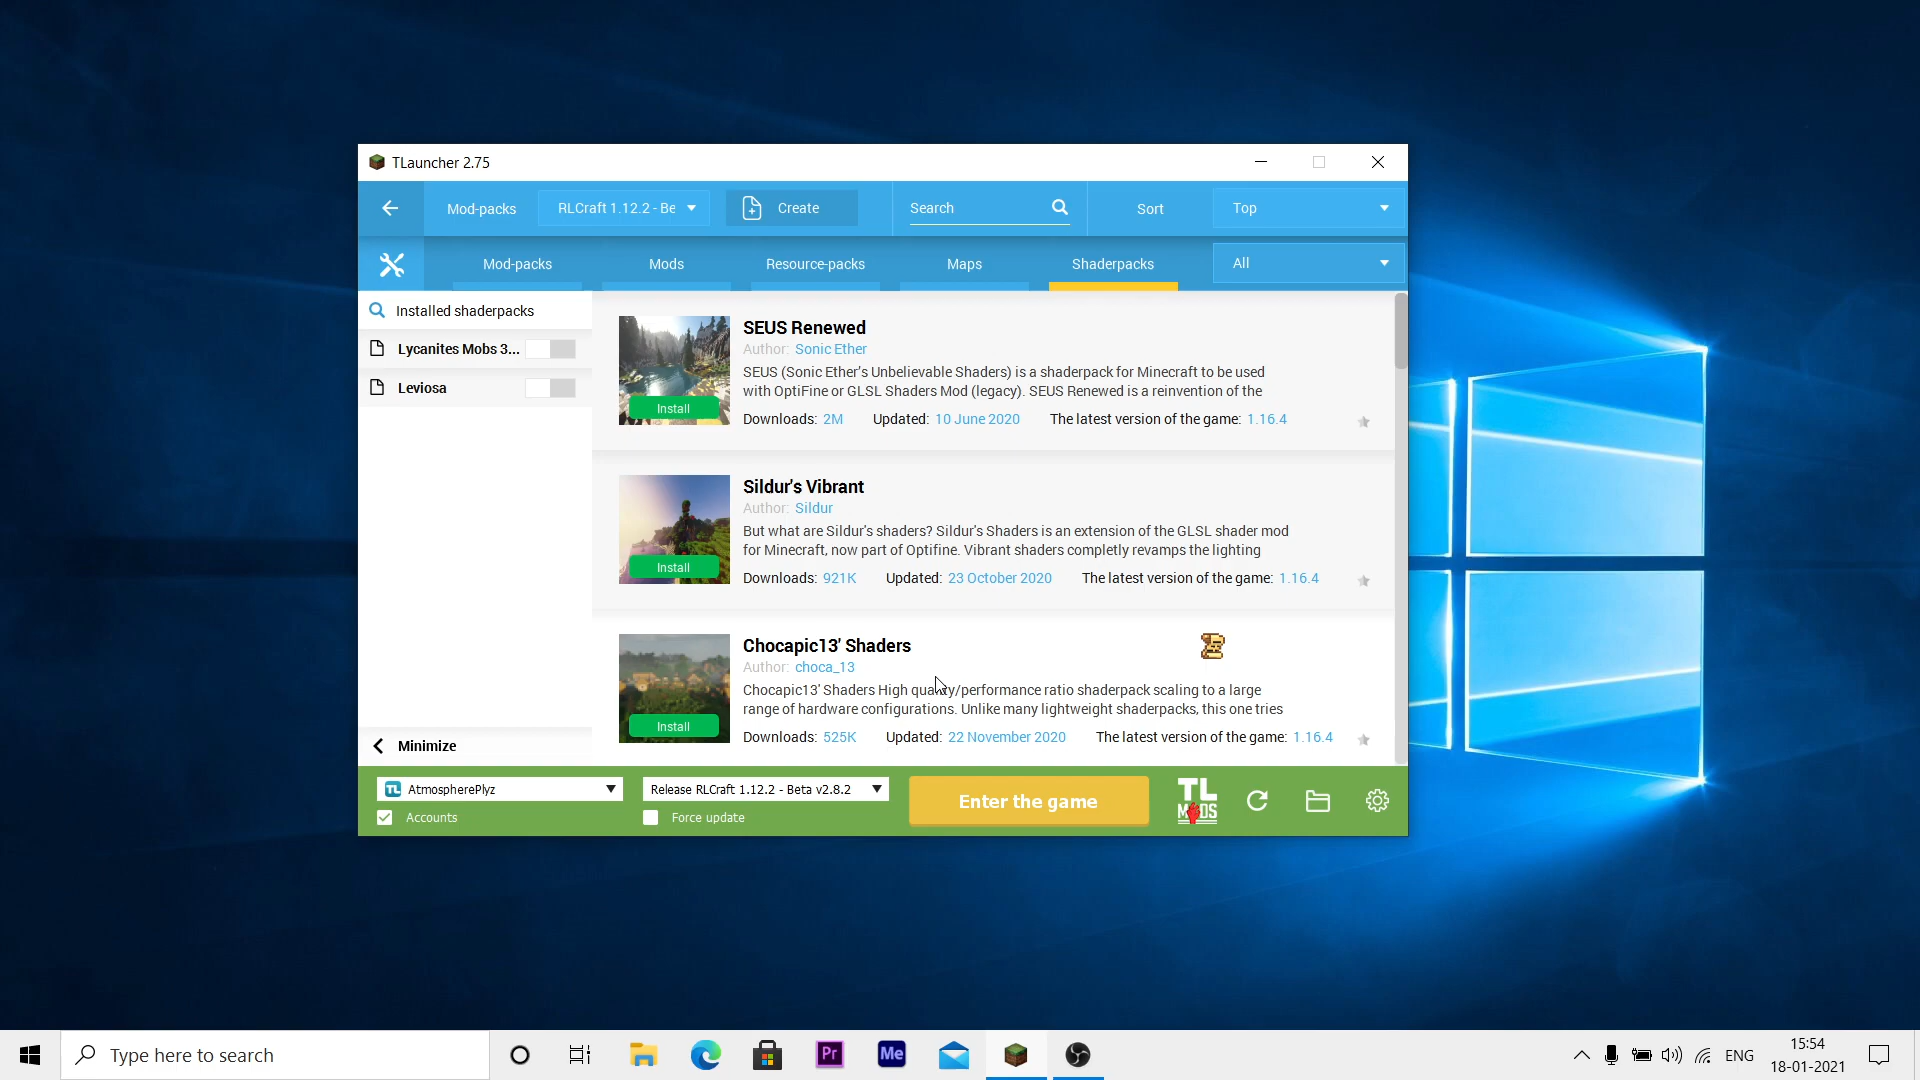 TLauncher 2.75
Mod-packs
RLCraft 1.12.2 - Be
Create
Search
Sort
Top
Mod-packs
Mods
Resource-packs
Maps
Shaderpacks
All
Installed shaderpacks
Lycanites Mobs 3...
Leviosa
Minimize
SEUS Renewed
Author: Sonic Ether
SEUS (Sonic Ether's Unbelievable Shaders) is a shaderpack for Minecraft to be used
with OptiFine or GLSL Shaders Mod (legacy). SEUS Renewed is a reinvention of the
Install
Downloads: 2M Updated: 10 June 2020 The latest version of the game: 1.16.4
Sildur's Vibrant
Author: Sildur
But what are Sildur's shaders? Sildur's Shaders is an extension of the GLSL shader mod
for Minecraft, now part of Optifine. Vibrant shaders completly revamps the lighting
Install
Downloads: 921K Updated: 23 October 2020 The latest version of the game: 1.16.4
Chocapic13' Shaders
Author: choca_13
Chocapic13' Shaders High quality/performance ratio shaderpack scaling to a large
range of hardware configurations. Unlike many lightweight shaderpacks, this one tries
Install
Downloads: 525K Updated: 22 November 2020 The latest version of the game: 1.16.4
TL AtmospherePlyz
Accounts
Release RLCraft 1.12.2 - Beta v2.8.2
Force update
Enter the game
TL
MODS
Type here to search
Pr
Me
ENG
15:54
18-01-2021